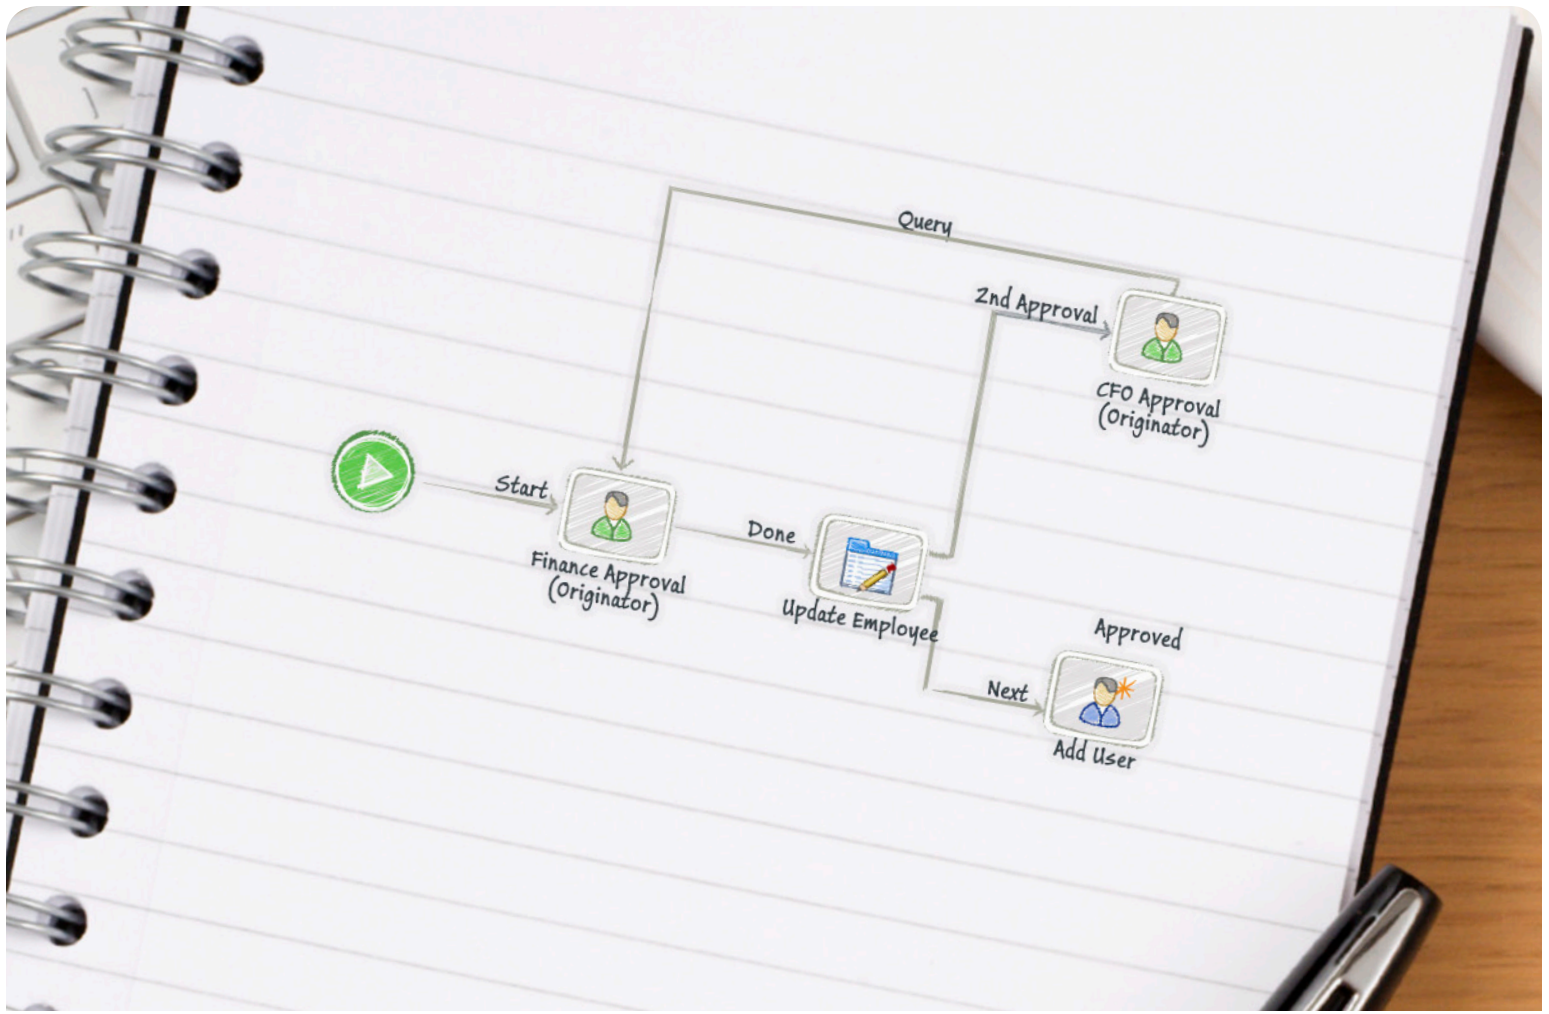 Query
2nd Approval
CFO Approval
(Originator)
Start
Finance Approval
(Originator)
Done
Update Employee
Approved
Next
Add User